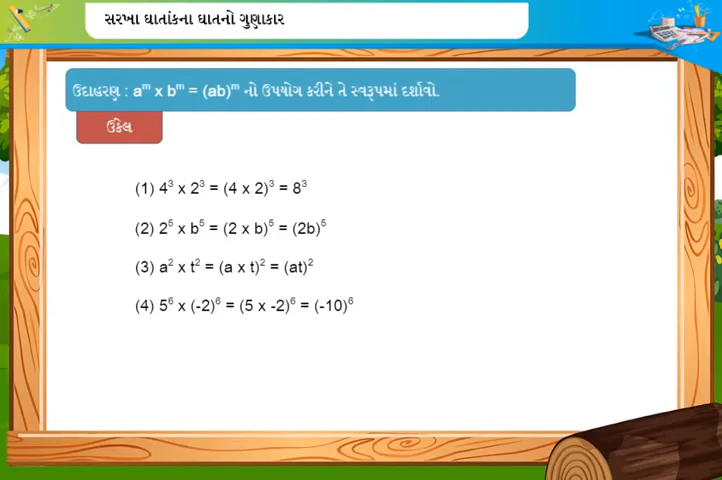 સરખા ઘાતાંકના ઘાતનો ગુણાકાર
ઉદાહરણ : aᵐ x bᵐ = (ab)ᵐ નો ઉપયોગ કરીને તે સ્વરૂપમાં દર્શાવો.
ઉકેલ
(1) 4³ x 2³ = (4 x 2)³ = 8³
(2) 2⁵ x b⁵ = (2 x b)⁵ = (2b)⁵
(3) a² x t² = (a x t)² = (at)²
(4) 5⁶ x (-2)⁶ = (5 x -2)⁶ = (-10)⁶